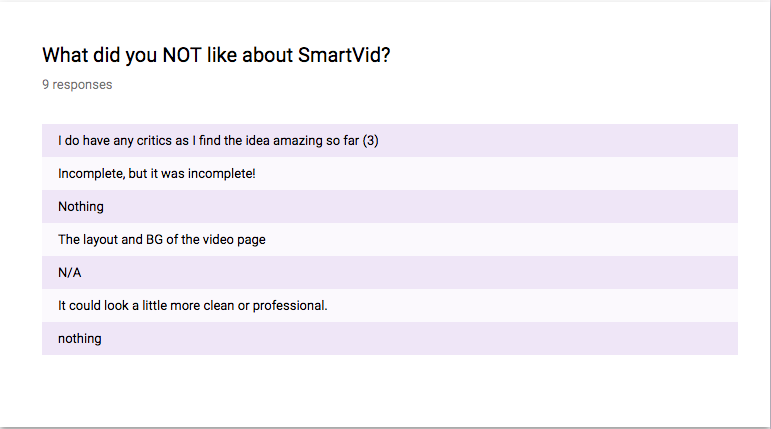 What did you NOT like about SmartVid?
9 responses
I do have any critics as I find the idea amazing so far (3)
Incomplete, but it was incomplete!
Nothing
The layout and BG of the video page
N/A
It could look a little more clean or professional.
nothing